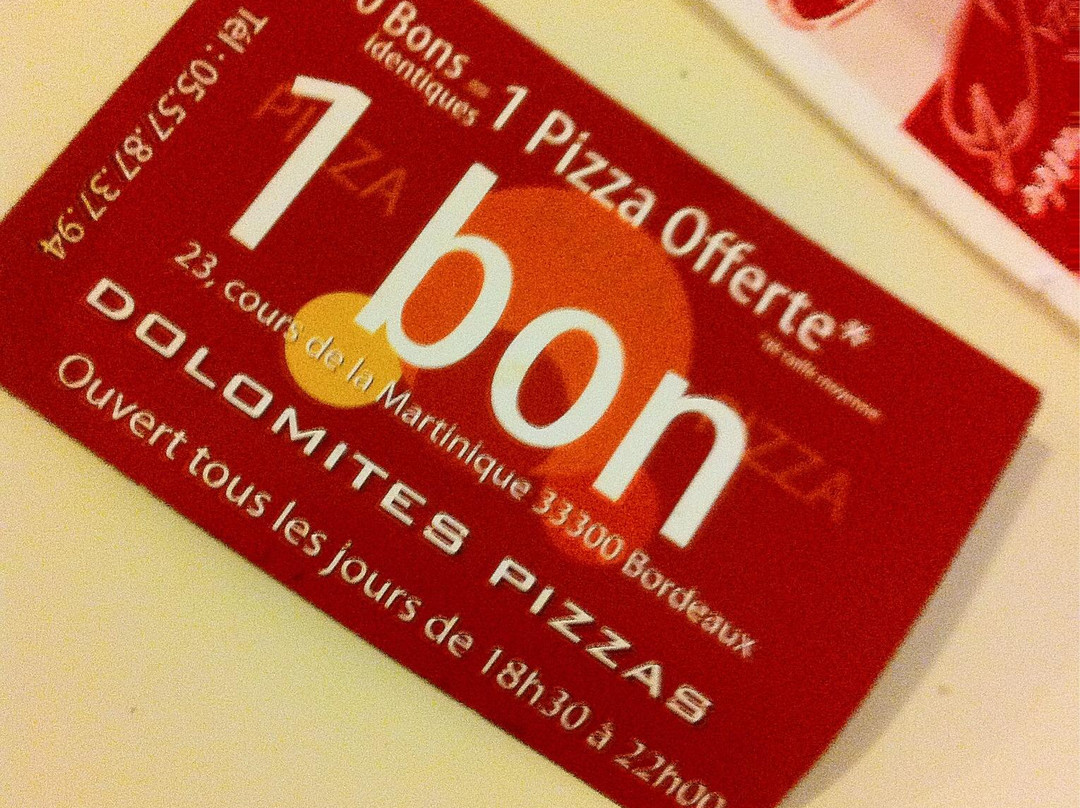 0 Bons =
identiques
1 Pizza Offerte*
PIZZA
1 bon
PIZZA
Tél : 05.57.87.37.94
23, cours de la Martinique 33300 Bordeaux
DOLOMITES PIZZAS
Ouvert tous les jours de 18h30 à 22h00